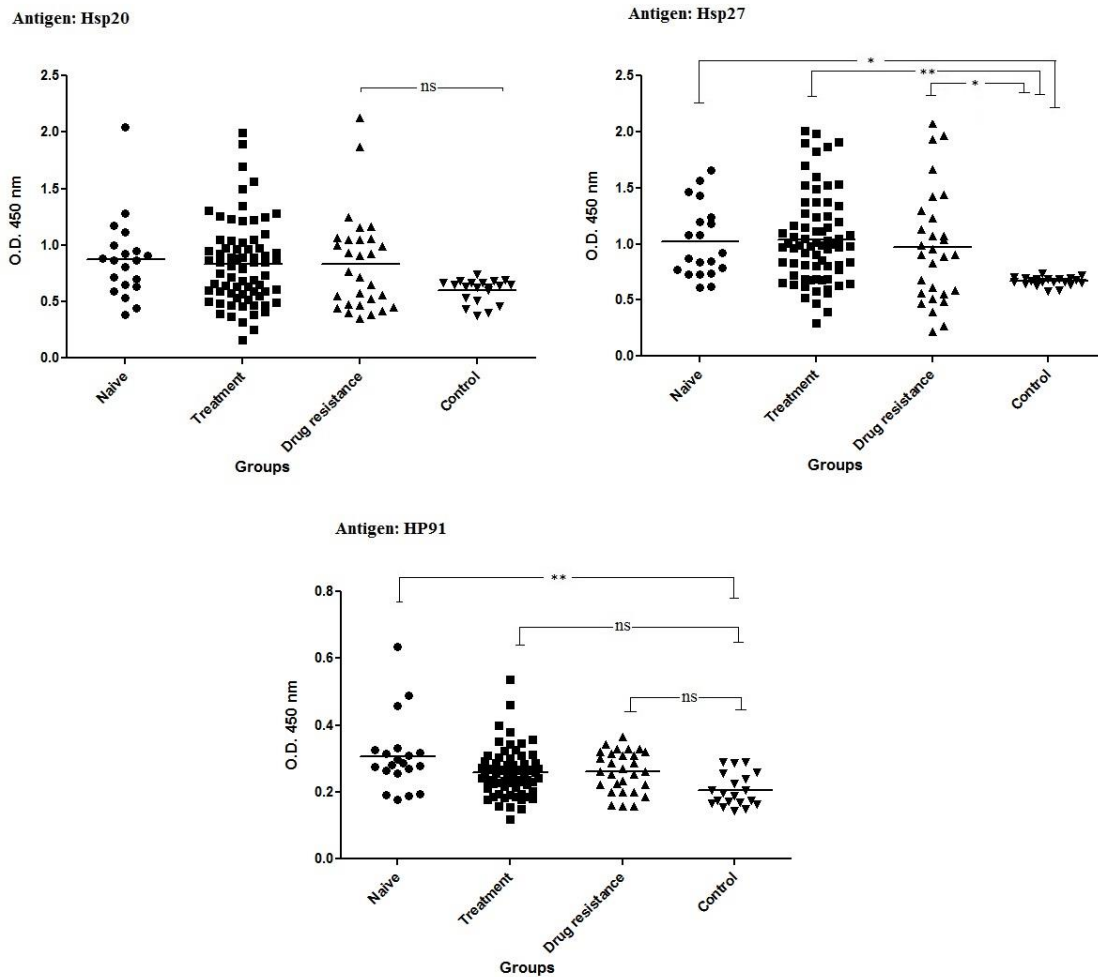 Antigen: Hsp20
2.5
2.0
1.5
1.0
0.5
0.0
O.D. 450 nm
ns
Naive
Treatment
Drug resistance
Control
Groups
Antigen: Hsp27
2.5
2.0
1.5
1.0
0.5
0.0
O.D. 450 nm
*
**
*
Naive
Treatment
Drug resistance
Control
Groups
Antigen: HP91
0.8
0.6
0.4
0.2
0.0
O.D. 450 nm
**
ns
ns
Naive
Treatment
Drug resistance
Control
Groups